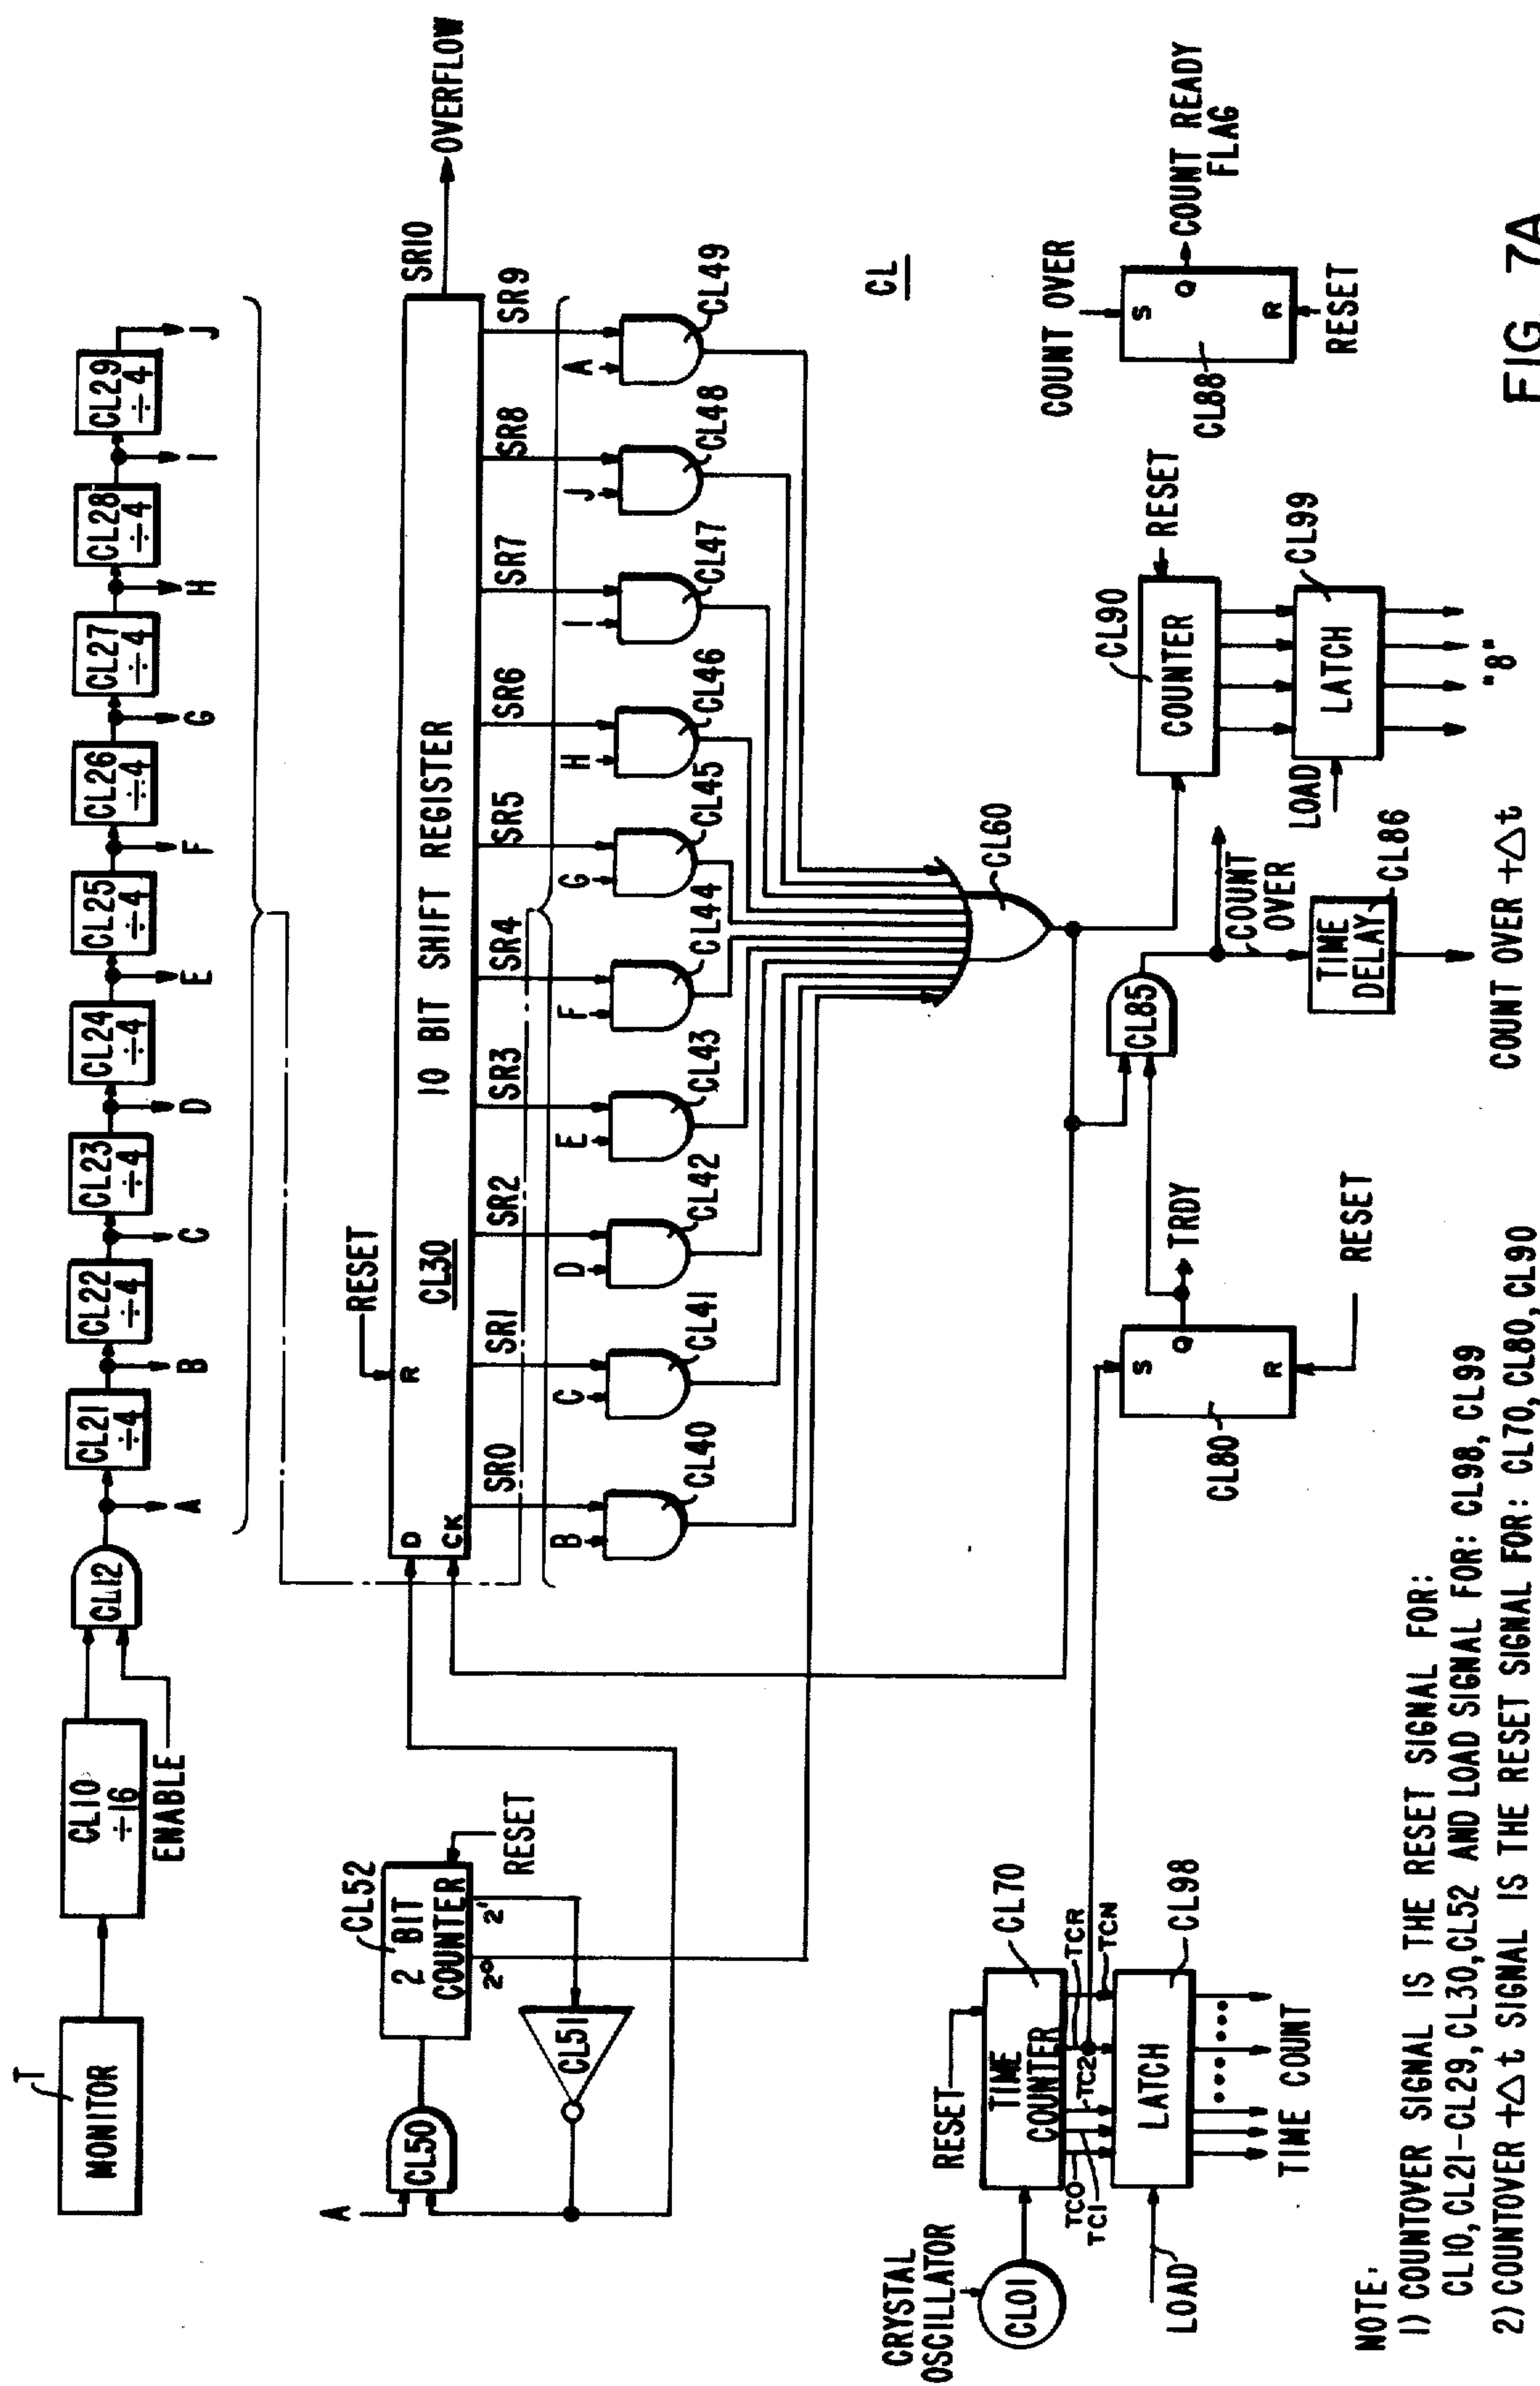 T
MONITOR
CL10
÷16
ENABLE
CL12
A
CL21
÷4
B
CL22
÷4
C
CL23
÷4
D
CL24
÷4
E
CL25
÷4
F
CL26
÷4
G
CL27
÷4
H
CL28
÷4
I
CL29
÷4
J
A
CL50
CL52
2 BIT
COUNTER
2⁰
2'
RESET
CL51
RESET
D
CK
R
CL30
10 BIT SHIFT REGISTER
SR10
OVERFLOW
SR0
SR1
SR2
SR3
SR4
SR5
SR6
SR7
SR8
SR9
B
CL40
C
CL41
D
CL42
E
CL43
F
CL44
G
CL45
H
CL46
I
CL47
J
CL48
A
CL49
CL
CL60
CRYSTAL
OSCILLATOR
CL01
RESET
TIME
COUNTER
CL70
TC0
TC1
TC2
TCR
TCN
LOAD
LATCH
CL98
TIME COUNT
CL80
S
Q
R
TRDY
RESET
CL85
COUNT
OVER
TIME
DELAY
CL86
COUNT OVER +Δt
CL90
COUNTER
RESET
LOAD
LATCH
CL99
"8"
COUNT OVER
CL88
S
Q
R
RESET
COUNT READY
FLAG
NOTE:
1) COUNTOVER SIGNAL IS THE RESET SIGNAL FOR:
CL10, CL21-CL29, CL30, CL52 AND LOAD SIGNAL FOR: CL98, CL99
2) COUNTOVER +Δt SIGNAL IS THE RESET SIGNAL FOR: CL70, CL80, CL90
FIG. 7A